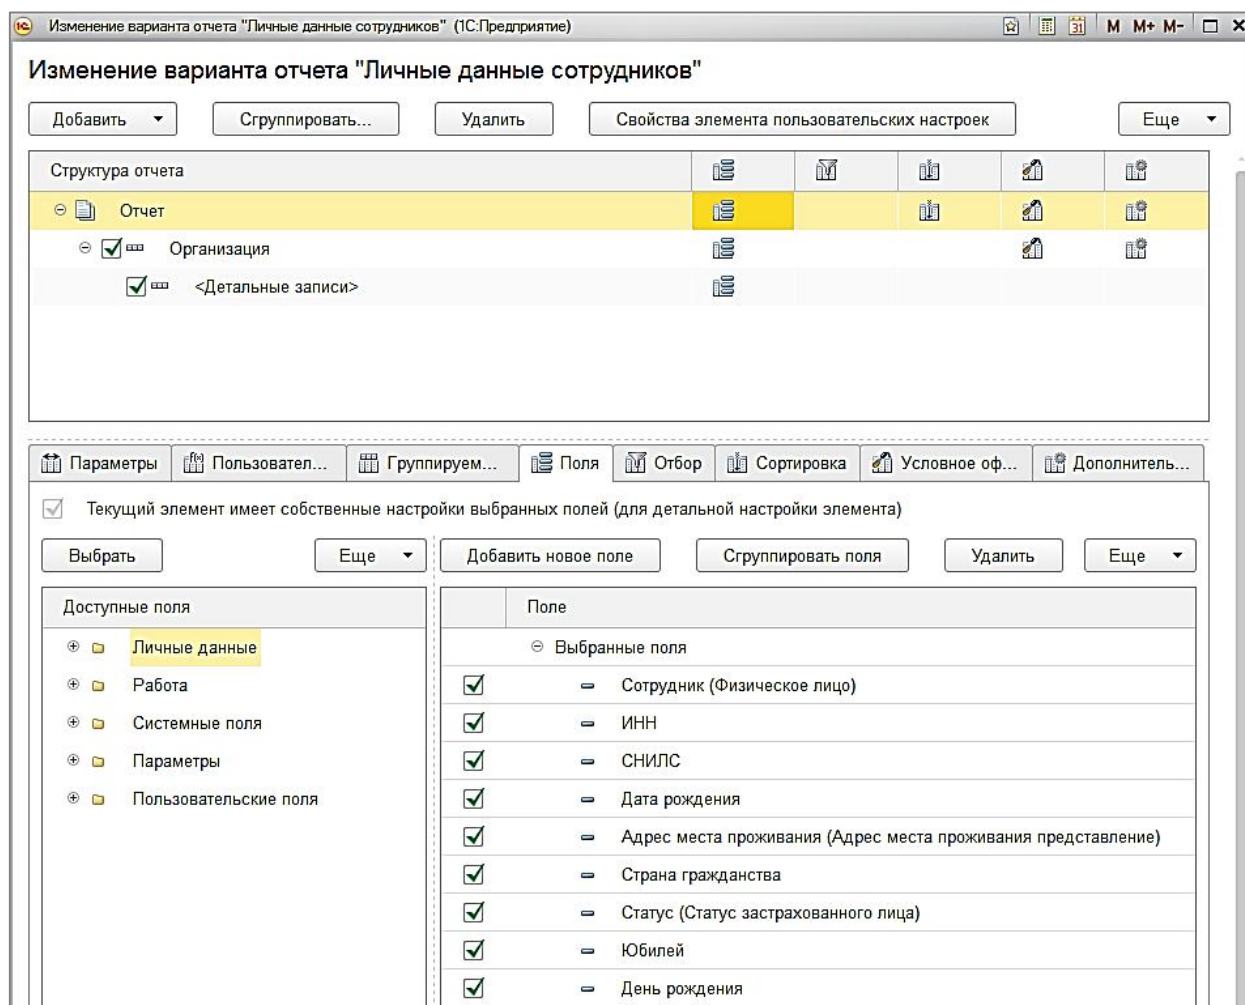 Изменение варианта отчета "Личные данные сотрудников" (1С:Предприятие) 31 M M+ M-
Изменение варианта отчета "Личные данные сотрудников"
Добавить Сгруппировать... Удалить Свойства элемента пользовательских настроек Еще
Структура отчета
Отчет
Организация
<Детальные записи>
Параметры Пользовател... Группируем... Поля Отбор Сортировка Условное оф... Дополнитель...
Текущий элемент имеет собственные настройки выбранных полей (для детальной настройки элемента)
Выбрать Еще Добавить новое поле Сгруппировать поля Удалить Еще
Доступные поля Поле
Личные данные Выбранные поля
Работа Сотрудник (Физическое лицо)
Системные поля ИНН
Параметры СНИЛС
Пользовательские поля Дата рождения
Адрес места проживания (Адрес места проживания представление)
Страна гражданства
Статус (Статус застрахованного лица)
Юбилей
День рождения